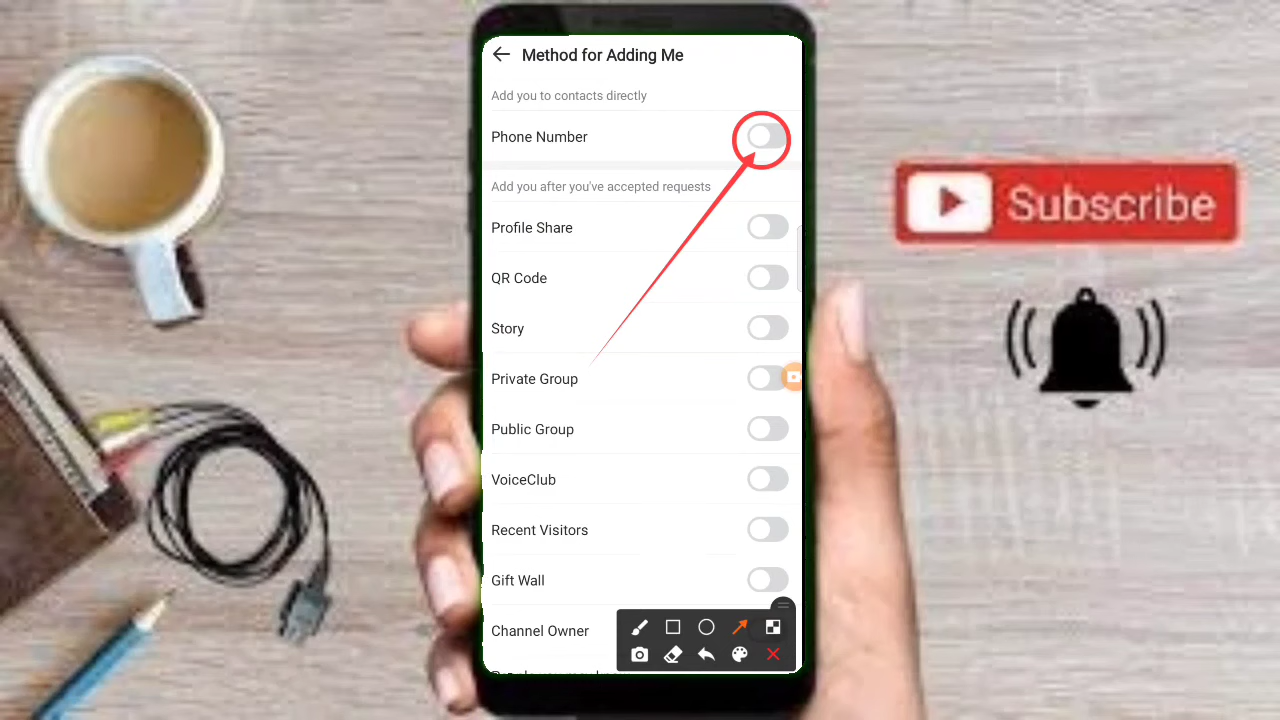 Method for Adding Me
Add you to contacts directly
Phone Number
Add you after you've accepted requests
Profile Share
QR Code
Story
Private Group
Public Group
VoiceClub
Recent Visitors
Gift Wall
Channel Owner
Subscribe